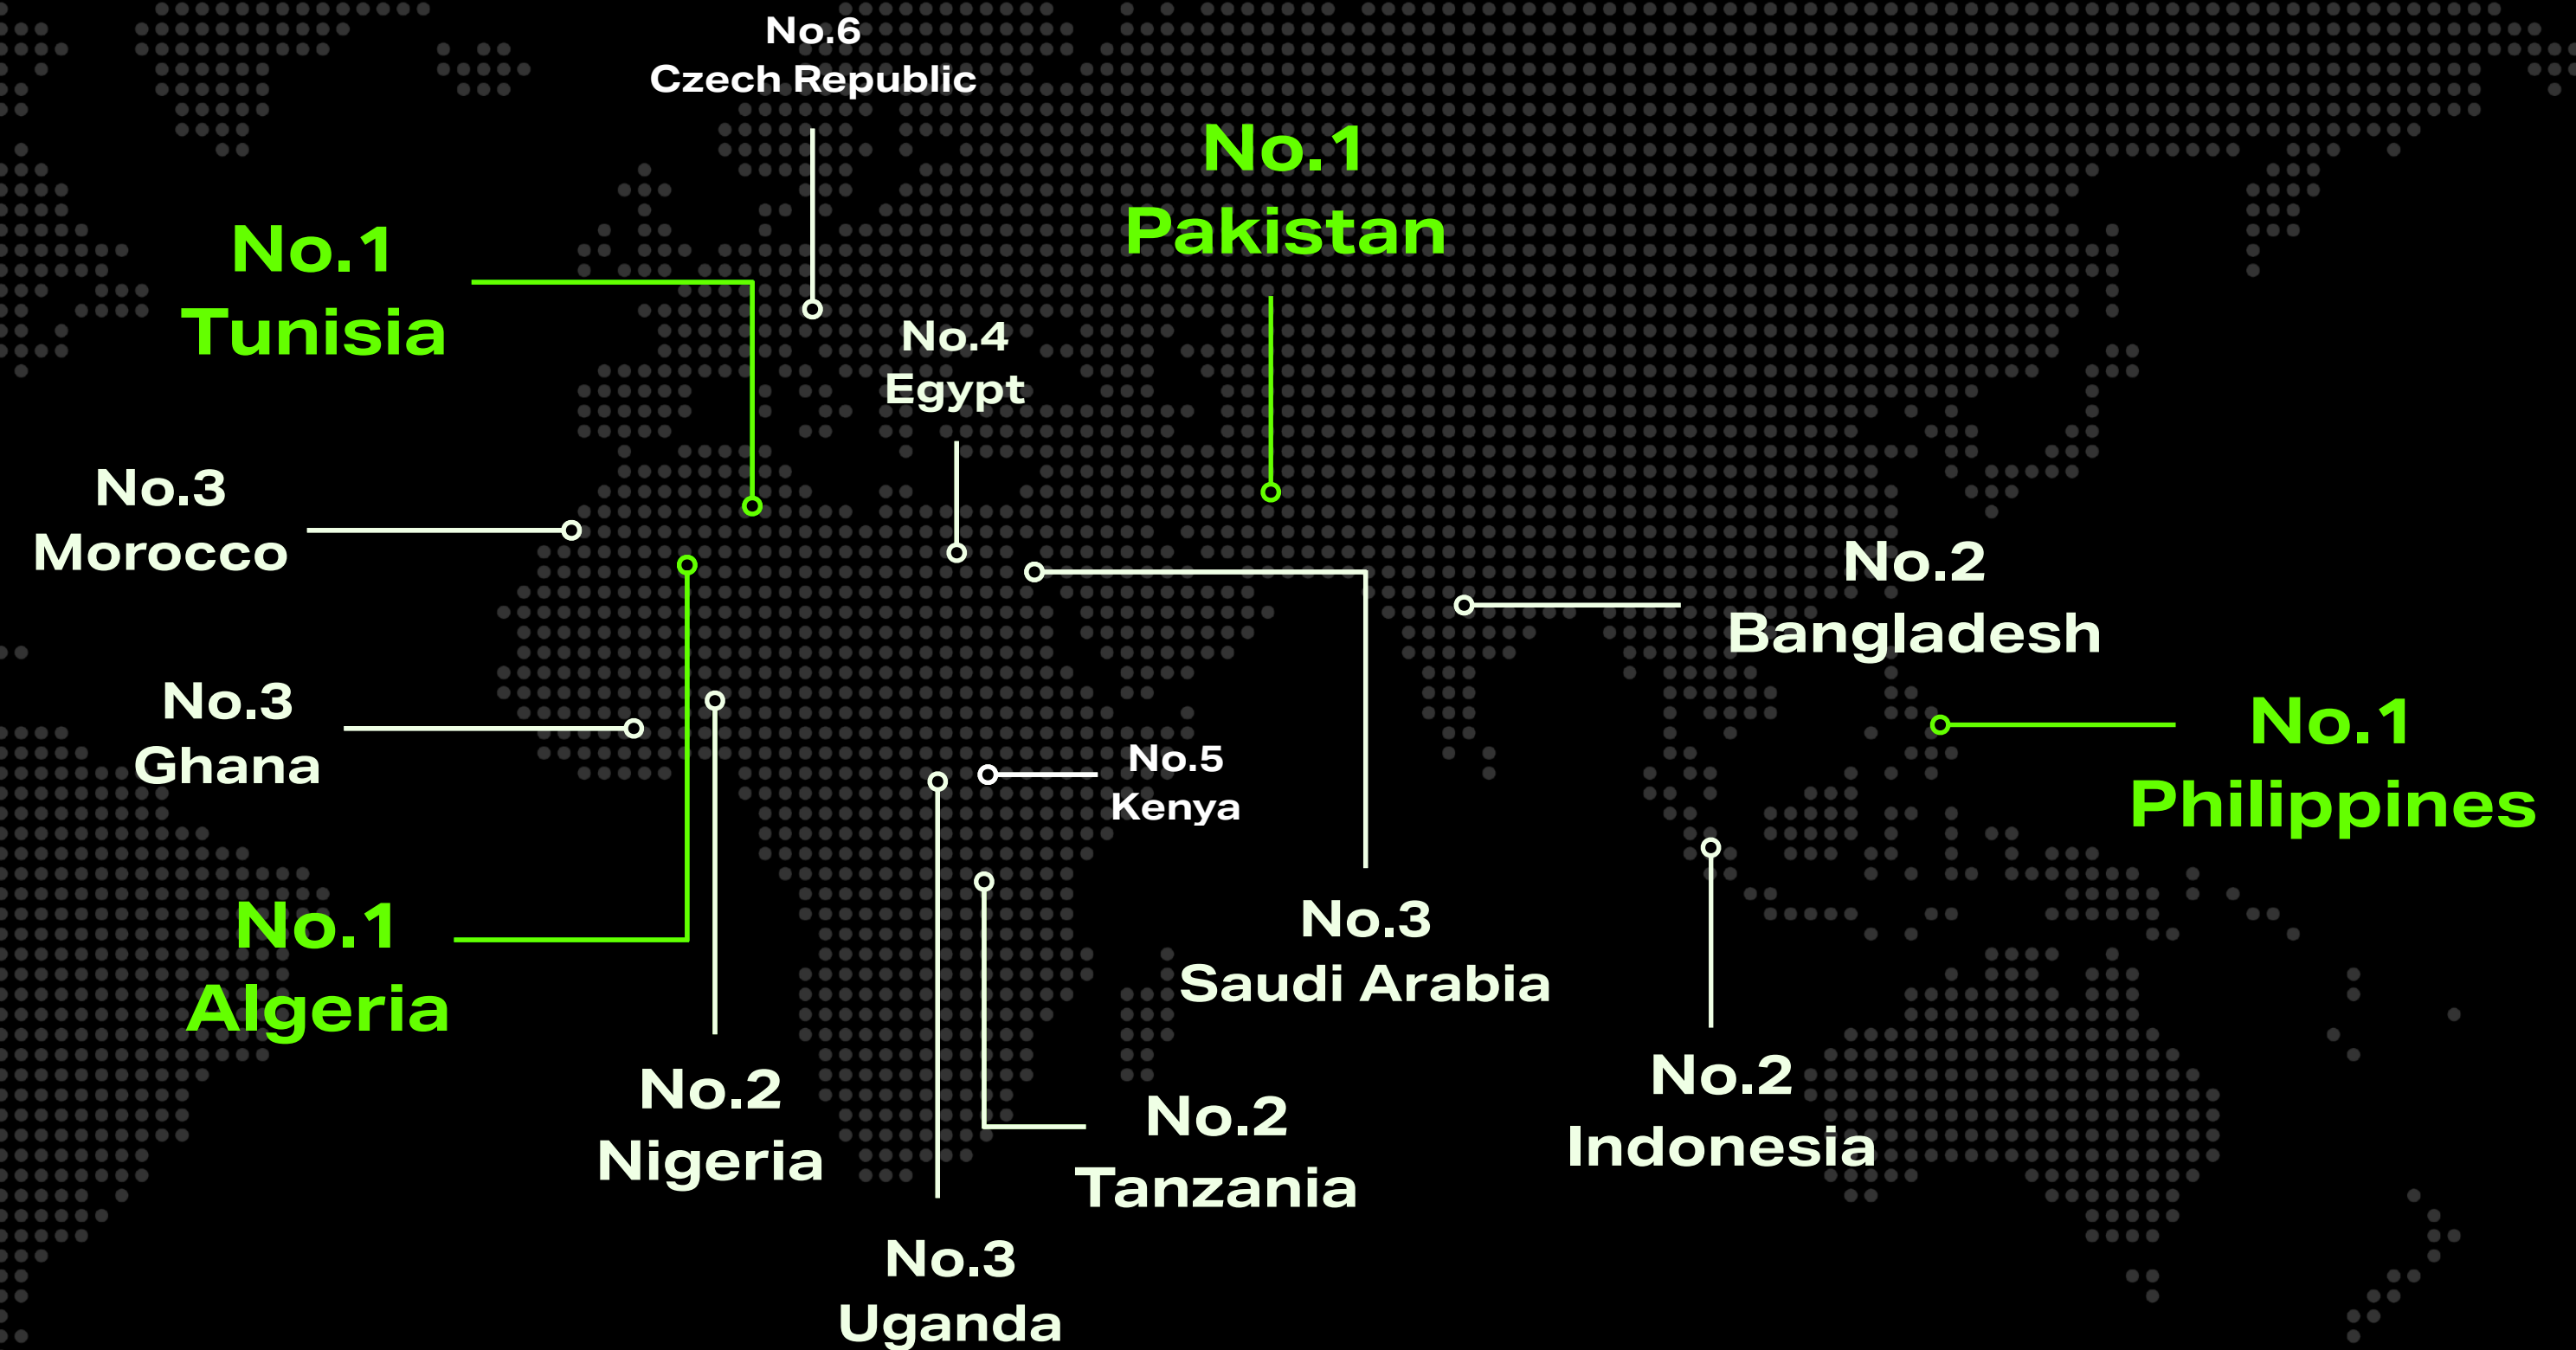 No.6
Czech Republic
No.1
Pakistan
No.1
Tunisia
No.4
Egypt
No.3
Morocco
No.2
Bangladesh
No.3
Ghana
No.1
Philippines
No.5
Kenya
No.1
Algeria
No.3
Saudi Arabia
No.2
Nigeria
No.2
Tanzania
No.2
Indonesia
No.3
Uganda